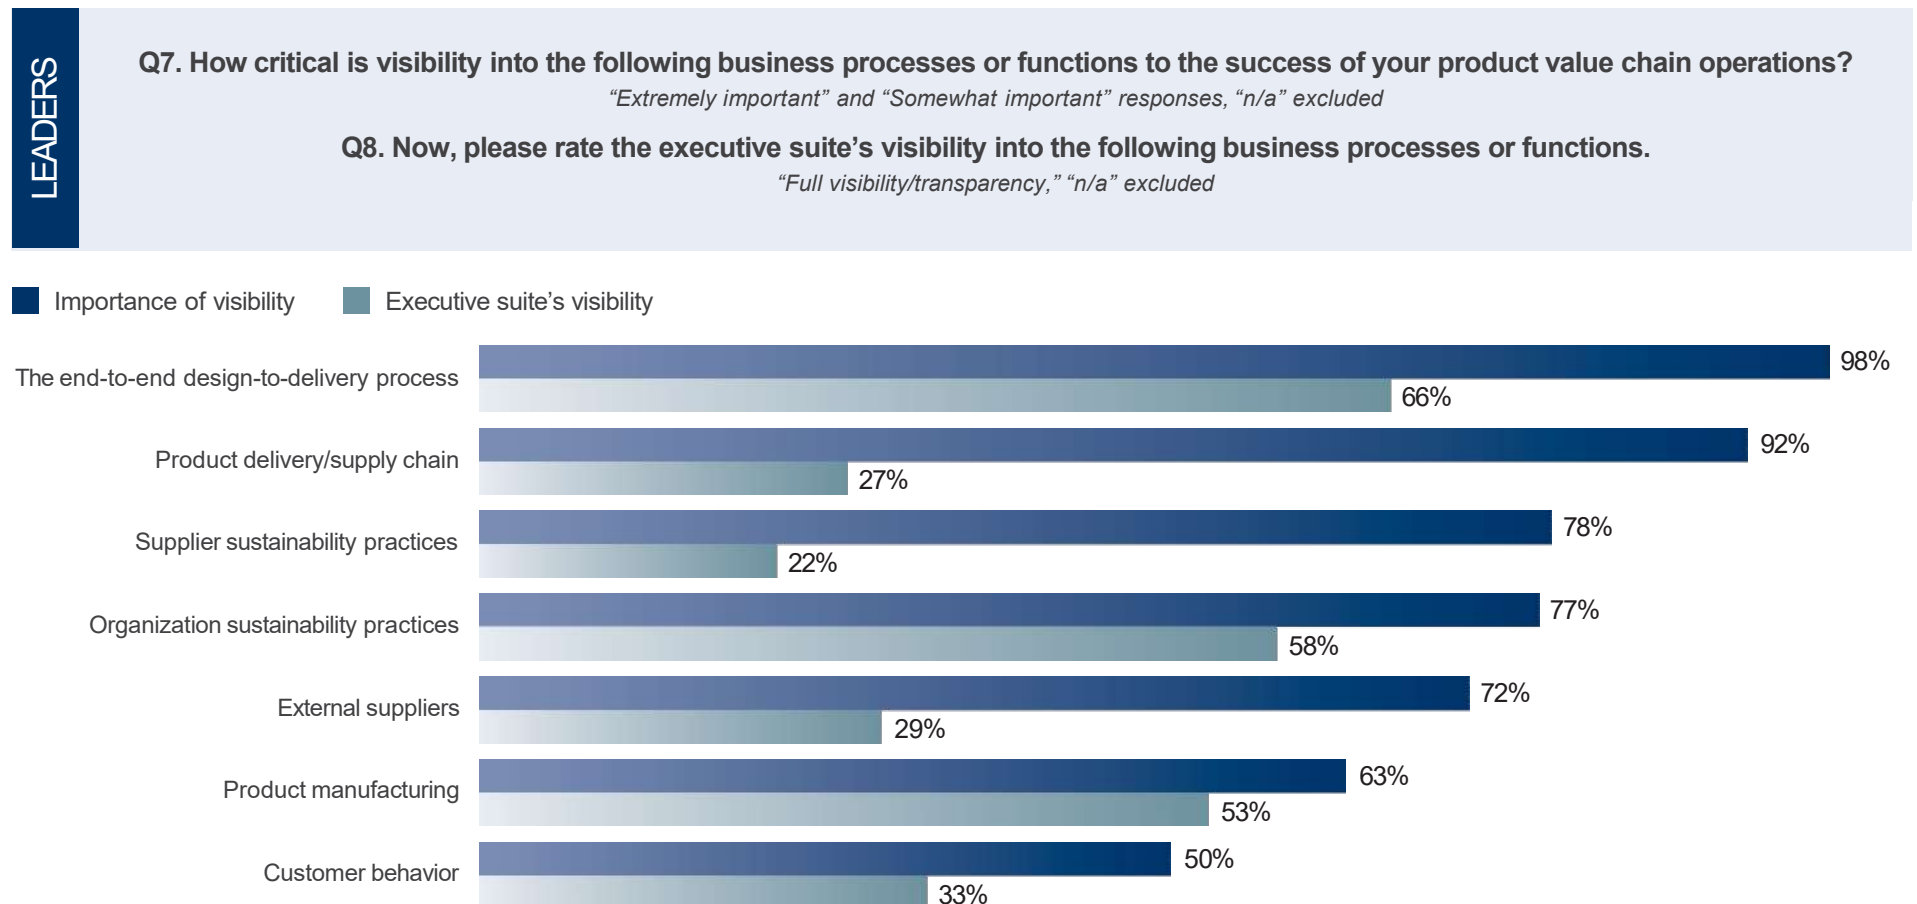 LEADERS
Q7. How critical is visibility into the following business processes or functions to the success of your product value chain operations?
“Extremely important” and “Somewhat important” responses, “n/a” excluded
Q8. Now, please rate the executive suite’s visibility into the following business processes or functions.
“Full visibility/transparency,” “n/a” excluded
Importance of visibility
Executive suite’s visibility
The end-to-end design-to-delivery process
98%
66%
Product delivery/supply chain
92%
27%
Supplier sustainability practices
78%
22%
Organization sustainability practices
77%
58%
External suppliers
72%
29%
Product manufacturing
63%
53%
Customer behavior
50%
33%